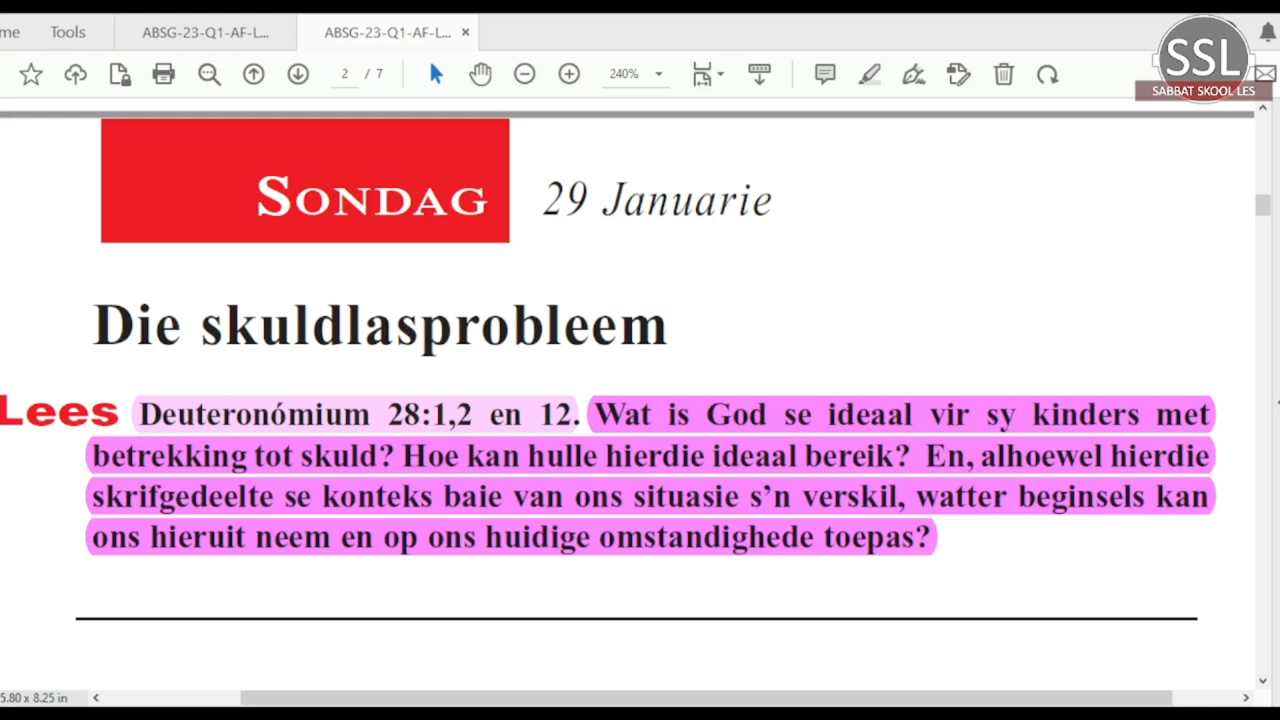 me Tools ABSG-23-Q1-AF-L... ABSG-23-Q1-AF-L... ×
SSL
SABBAT SKOOL LES
2 / 7 240%
SONDAG 29 Januarie
Die skuldlasprobleem
Lees Deuteronómium 28:1,2 en 12. Wat is God se ideaal vir sy kinders met
betrekking tot skuld? Hoe kan hulle hierdie ideaal bereik? En, alhoewel hierdie
skrifgedeelte se konteks baie van ons situasie s’n verskil, watter beginsels kan
ons hieruit neem en op ons huidige omstandighede toepas?
5.80 x 8.25 in